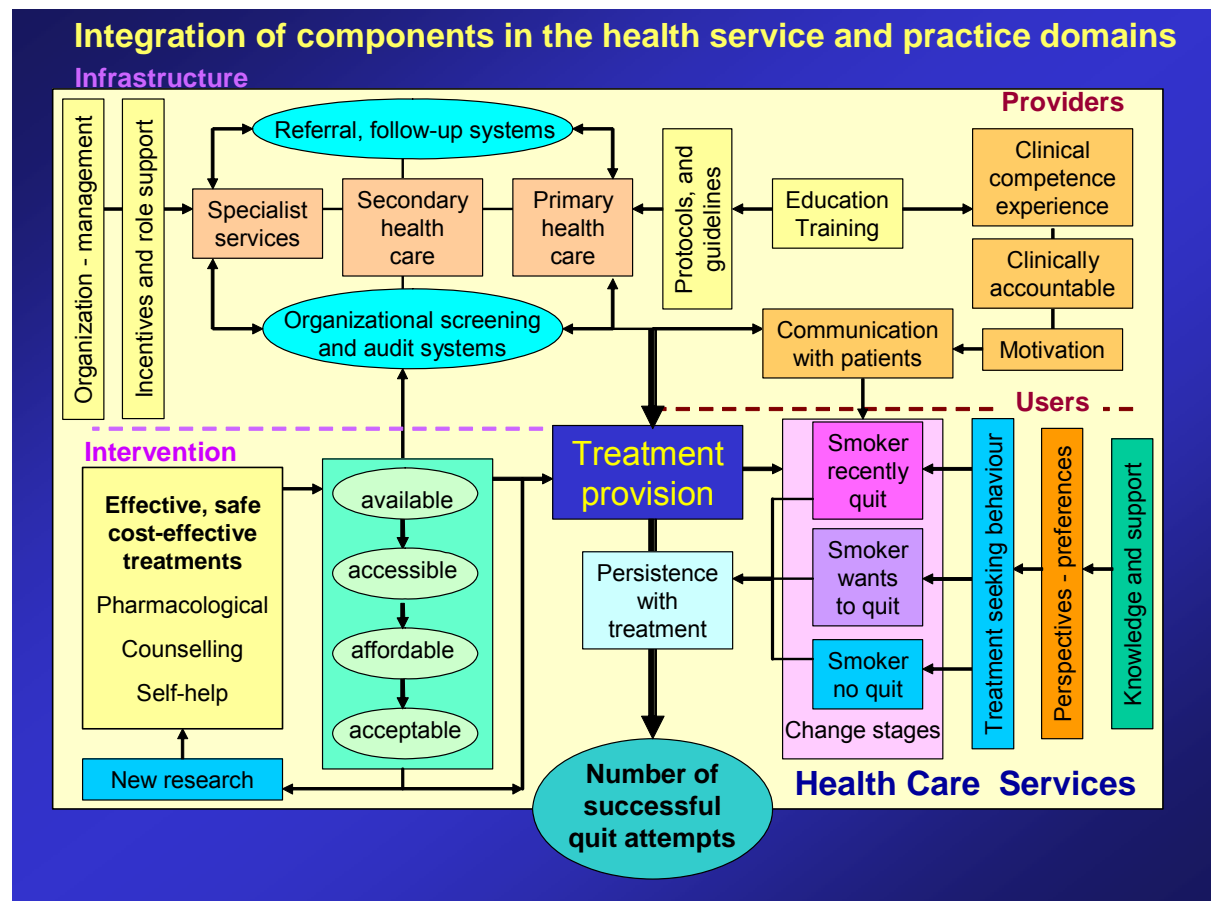 Integration of components in the health service and practice domains
Infrastructure
Providers
Organization - management
Incentives and role support
Referral, follow-up systems
Specialist
services
Secondary
health
care
Primary
health
care
Organizational screening
and audit systems
Protocols, and
guidelines
Education
Training
Clinical
competence
experience
Clinically
accountable
Motivation
Communication
with patients
Users
Intervention
Effective, safe
cost-effective
treatments
Pharmacological
Counselling
Self-help
New research
available
accessible
affordable
acceptable
Treatment
provision
Persistence
with
treatment
Number of
successful
quit attempts
Smoker
recently
quit
Smoker
wants
to quit
Smoker
no quit
Change stages
Treatment seeking behaviour
Perspectives - preferences
Knowledge and support
Health Care Services